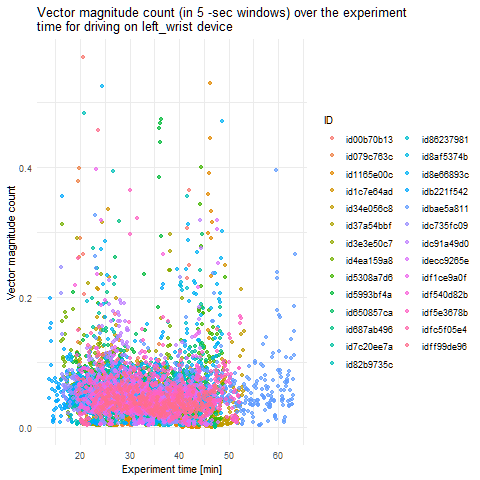 Vector magnitude count (in 5 -sec windows) over the experiment
time for driving on left_wrist device
Vector magnitude count
0.4
0.2
0.0
20 30 40 50 60
Experiment time [min]
ID
id00b70b13
id079c763c
id1165e00c
id1c7e64ad
id34e056c8
id37a54bbf
id3e3e50c7
id4ea159a8
id5308a7d6
id5993bf4a
id650857ca
id687ab496
id7c20ee7a
id82b9735c
id86237981
id8af5374b
id8e66893c
idb221f542
idbae5a811
idc735fc09
idc91a49d0
idecc9265e
idf1ce9a0f
idf540d82b
idf5e3678b
idfc5f05e4
idff99de96